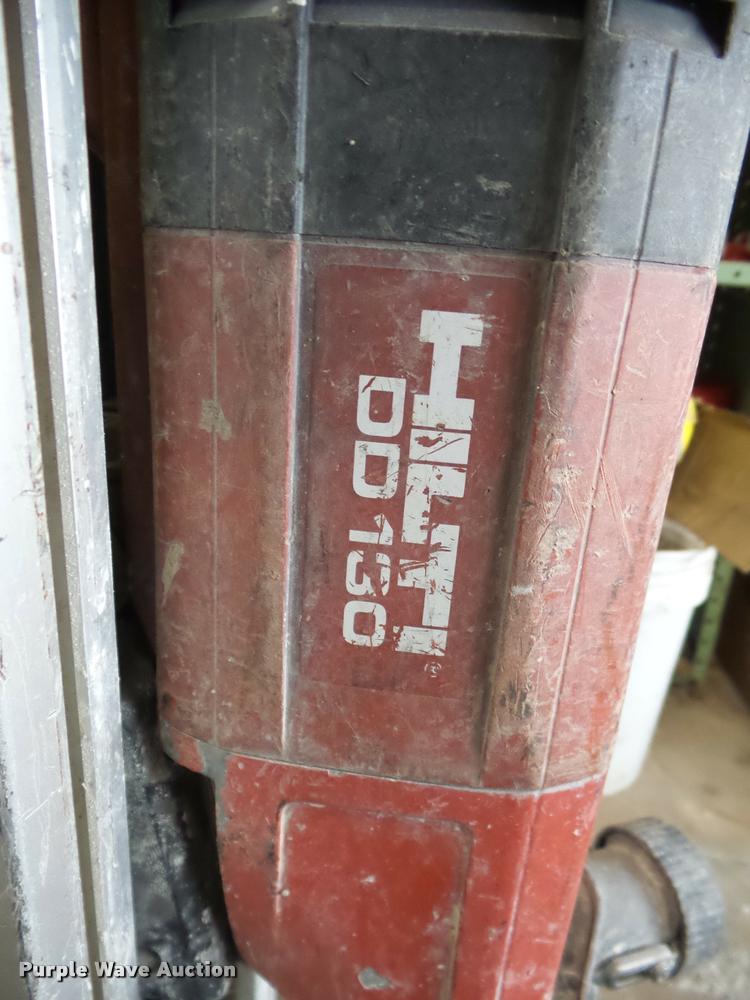 HILTI®
DD 130
Purple Wave Auction